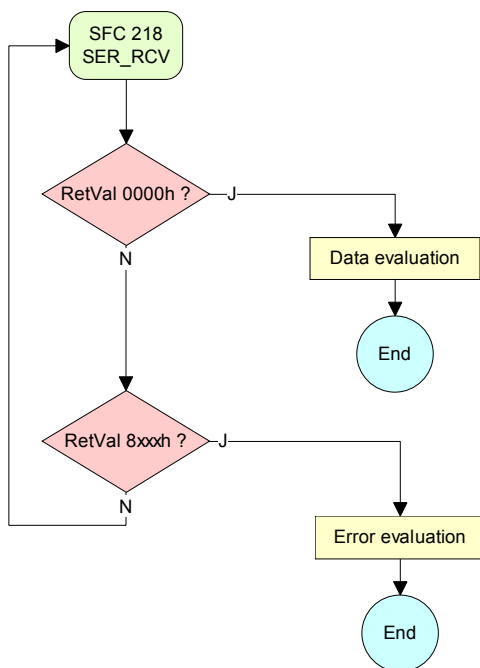 SFC 218
SER_RCV
RetVal 0000h ?
J
N
Data evaluation
End
RetVal 8xxxh ?
J
N
Error evaluation
End